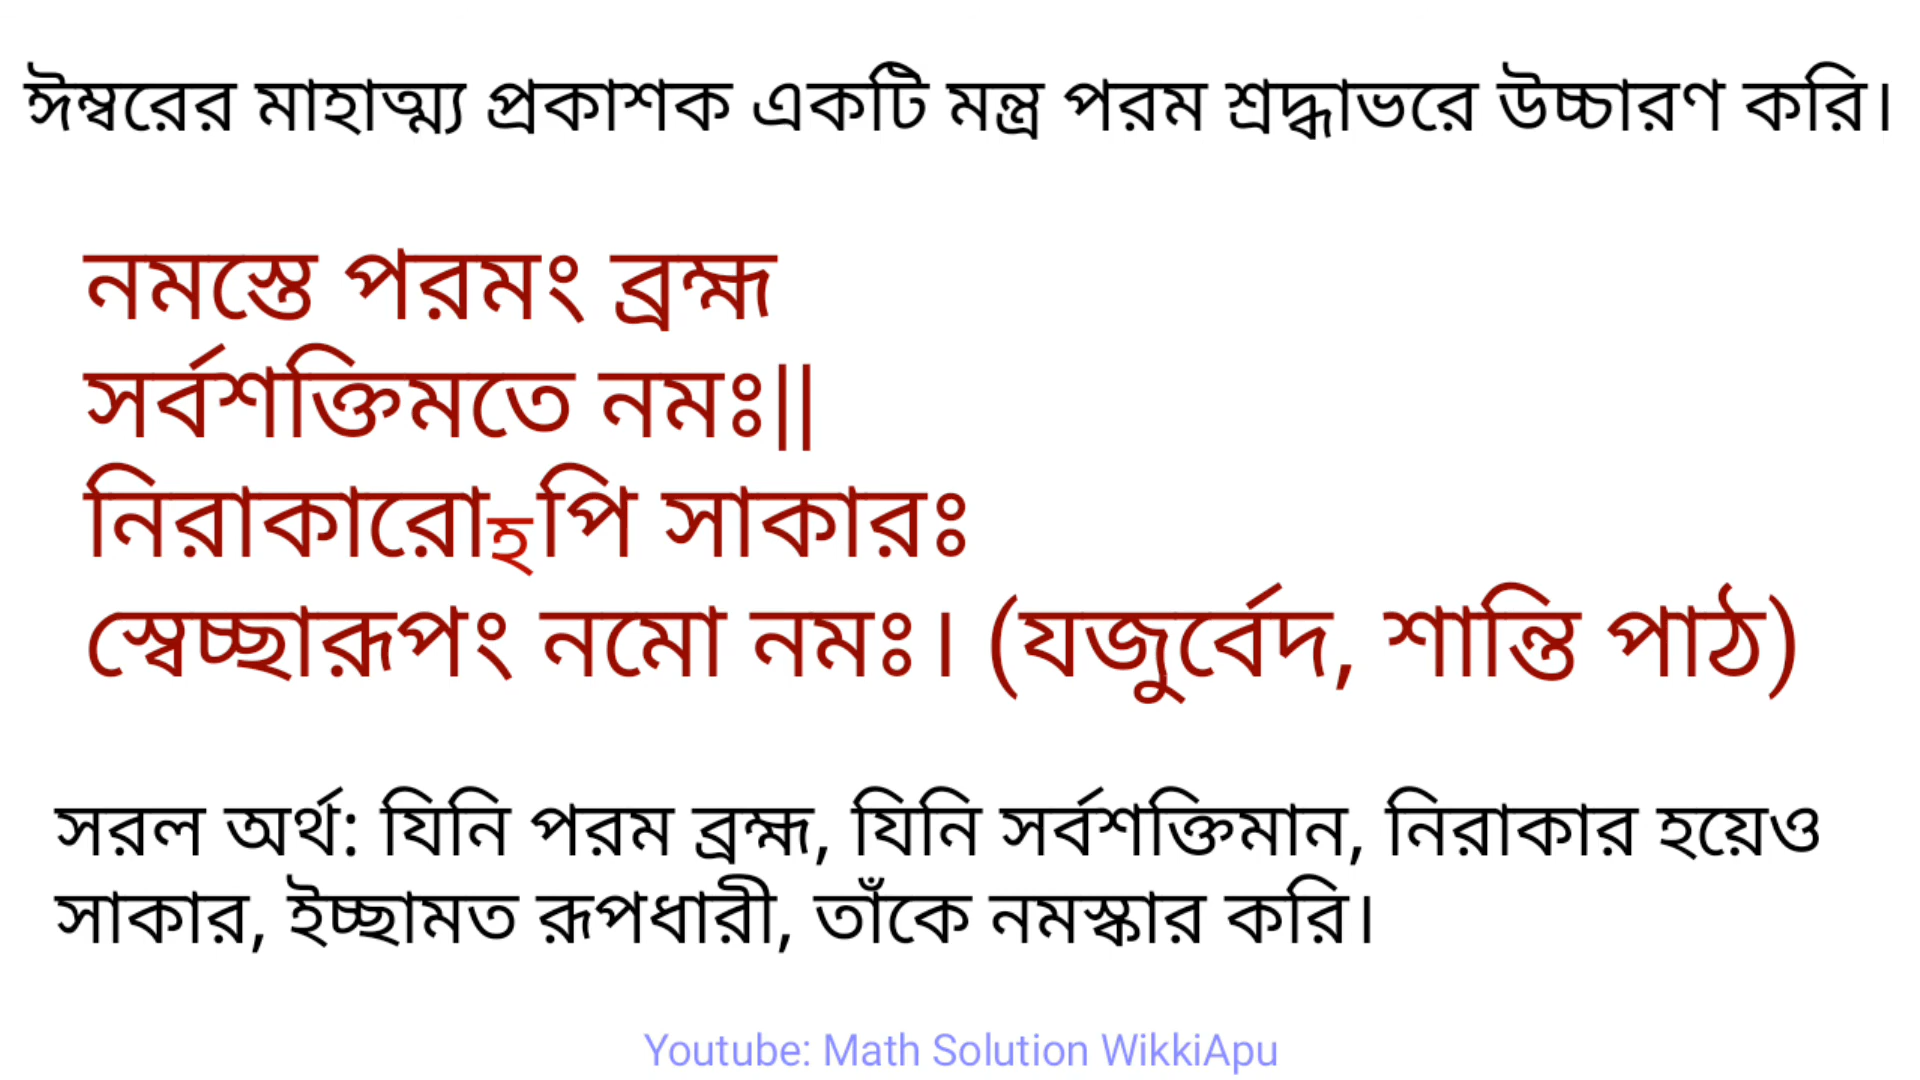 ঈশ্বরের মাহাত্ম্য প্রকাশক একটি মন্ত্র পরম শ্রদ্ধাভরে উচ্চারণ করি।
নমস্তে পরমং ব্রহ্ম
সর্বশক্তিমতে নমঃ||
নিরাকারোঽপি সাকারঃ
স্বেচ্ছারূপং নমো নমঃ। (যজুর্বেদ, শান্তি পাঠ)
সরল অর্থ: যিনি পরম ব্রহ্ম, যিনি সর্বশক্তিমান, নিরাকার হয়েও
সাকার, ইচ্ছামত রূপধারী, তাঁকে নমস্কার করি।
Youtube: Math Solution WikkiApu